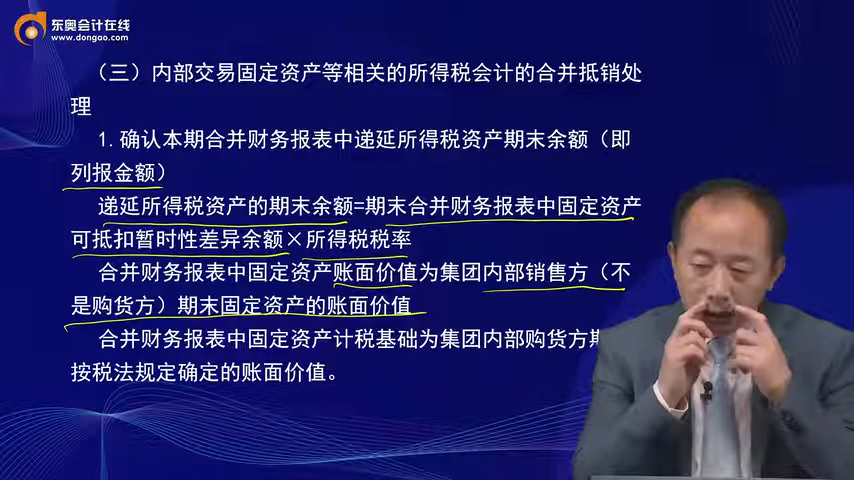 东奥会计在线
www.dongao.com
（三）内部交易固定资产等相关的所得税会计的合并抵销处
理
1.确认本期合并财务报表中递延所得税资产期末余额（即
列报金额）
递延所得税资产的期末余额=期末合并财务报表中固定资产
可抵扣暂时性差异余额×所得税税率
合并财务报表中固定资产账面价值为集团内部销售方（不
是购货方）期末固定资产的账面价值
合并财务报表中固定资产计税基础为集团内部购货方期
按税法规定确定的账面价值。